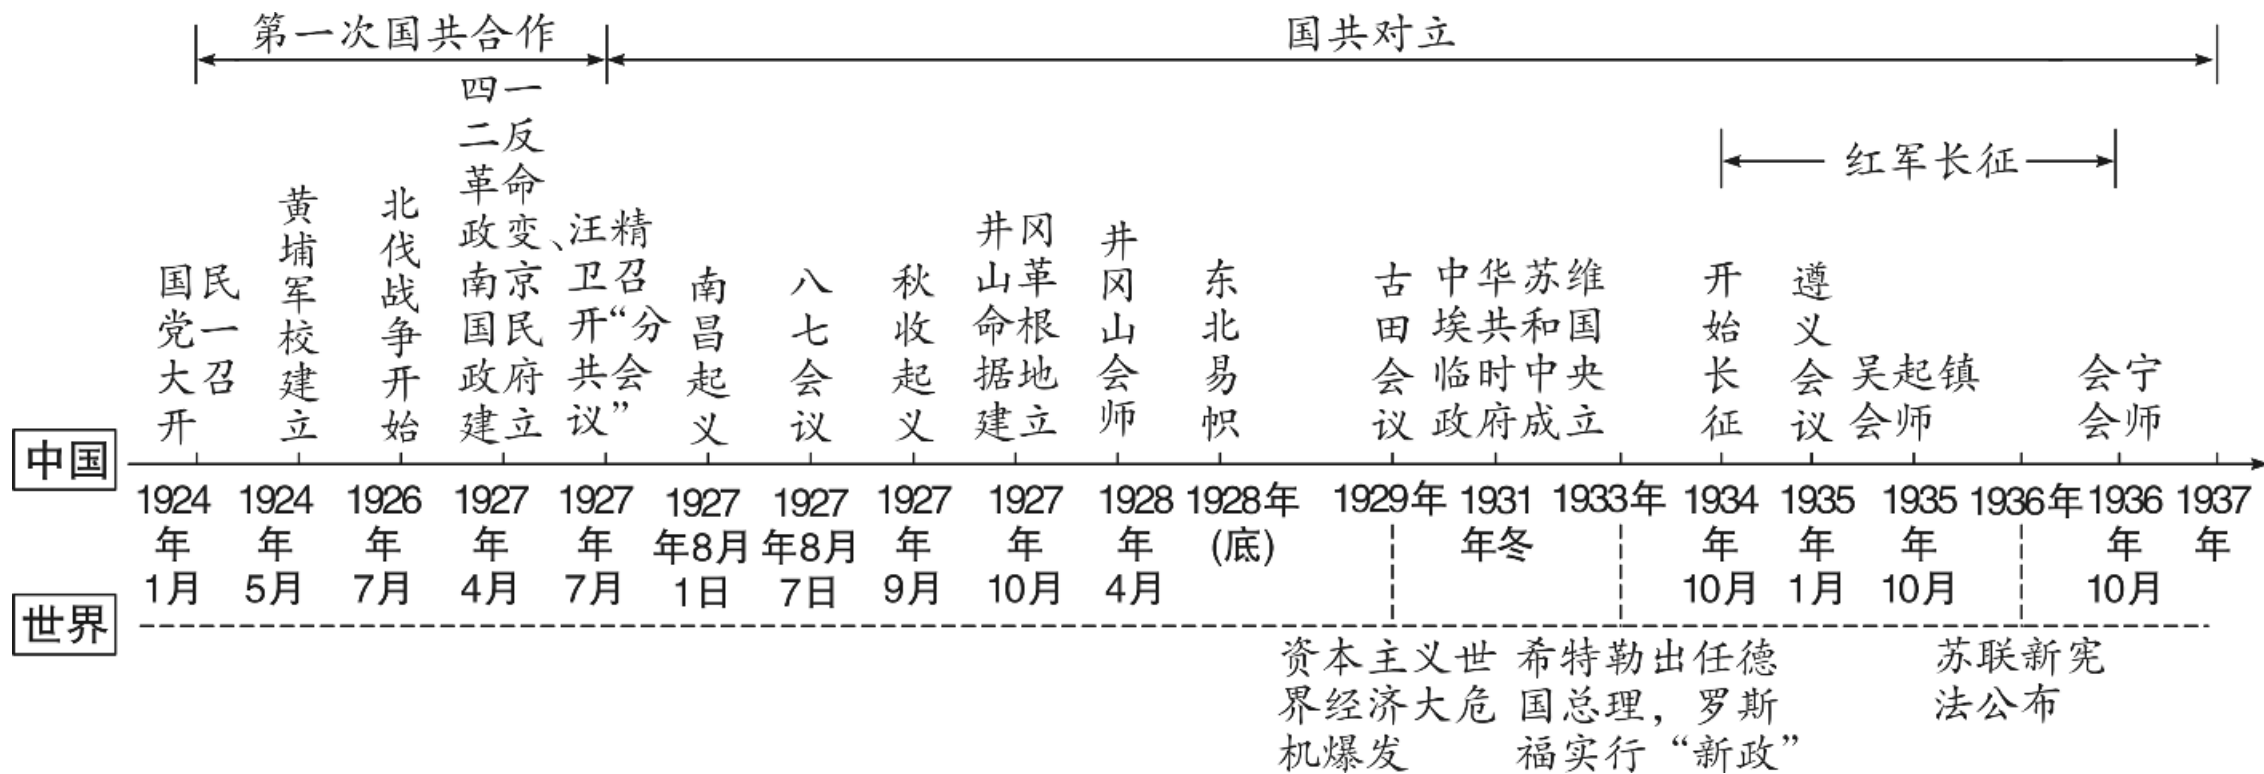 第一次国共合作
国共对立
红军长征
国民党一大召开
黄埔军校建立
北伐战争开始
四一二反革命政变、南京国民政府建立
汪精卫召开“分共会议”
南昌起义
八七会议
秋收起义
井冈山革命根据地建立
井冈山会师
东北易帜
古田会议
中华苏维埃共和国临时中央政府成立
开始长征
遵义会议
吴起镇会师
会宁会师
中国
1924年1月
1924年5月
1926年7月
1927年4月
1927年7月
1927年8月1日
1927年8月7日
1927年9月
1927年10月
1928年4月
1928年(底)
1929年
1931年冬
1933年
1934年10月
1935年1月
1935年10月
1936年
1936年10月
1937年
世界
资本主义世界经济大危机爆发
希特勒出任德国总理，罗斯福实行“新政”
苏联新宪法公布